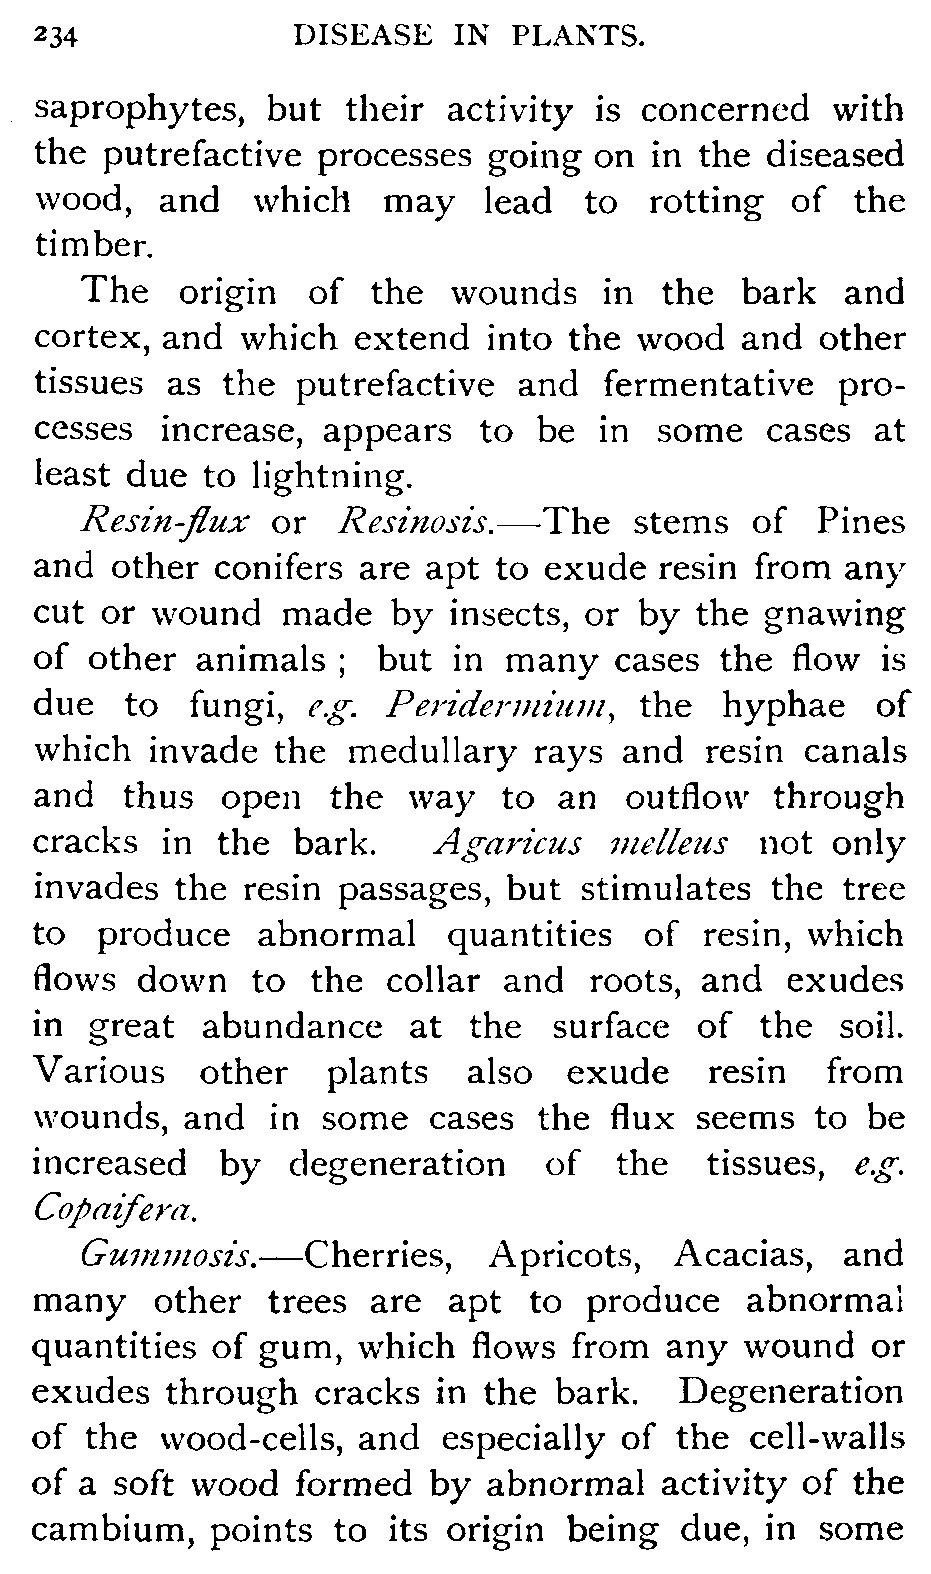 234 DISEASE IN PLANTS.
saprophytes, but their activity is concerned with
the putrefactive processes going on in the diseased
wood, and which may lead to rotting of the
timber.
The origin of the wounds in the bark and
cortex, and which extend into the wood and other
tissues as the putrefactive and fermentative pro-
cesses increase, appears to be in some cases at
least due to lightning.
Resin-flux or Resinosis.—The stems of Pines
and other conifers are apt to exude resin from any
cut or wound made by insects, or by the gnawing
of other animals ; but in many cases the flow is
due to fungi, e.g. Peridermium, the hyphae of
which invade the medullary rays and resin canals
and thus open the way to an outflow through
cracks in the bark. Agaricus melleus not only
invades the resin passages, but stimulates the tree
to produce abnormal quantities of resin, which
flows down to the collar and roots, and exudes
in great abundance at the surface of the soil.
Various other plants also exude resin from
wounds, and in some cases the flux seems to be
increased by degeneration of the tissues, e.g.
Copaifera.
Gummosis.—Cherries, Apricots, Acacias, and
many other trees are apt to produce abnormal
quantities of gum, which flows from any wound or
exudes through cracks in the bark. Degeneration
of the wood-cells, and especially of the cell-walls
of a soft wood formed by abnormal activity of the
cambium, points to its origin being due, in some